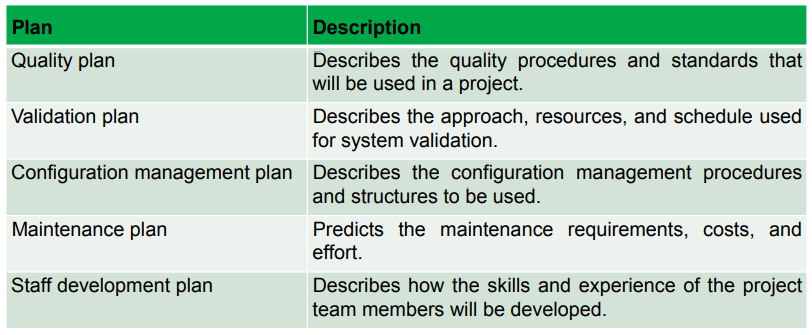 Plan Description
Quality plan Describes the quality procedures and standards that
will be used in a project.
Validation plan Describes the approach, resources, and schedule used
for system validation.
Configuration management plan Describes the configuration management procedures
and structures to be used.
Maintenance plan Predicts the maintenance requirements, costs, and
effort.
Staff development plan Describes how the skills and experience of the project
team members will be developed.